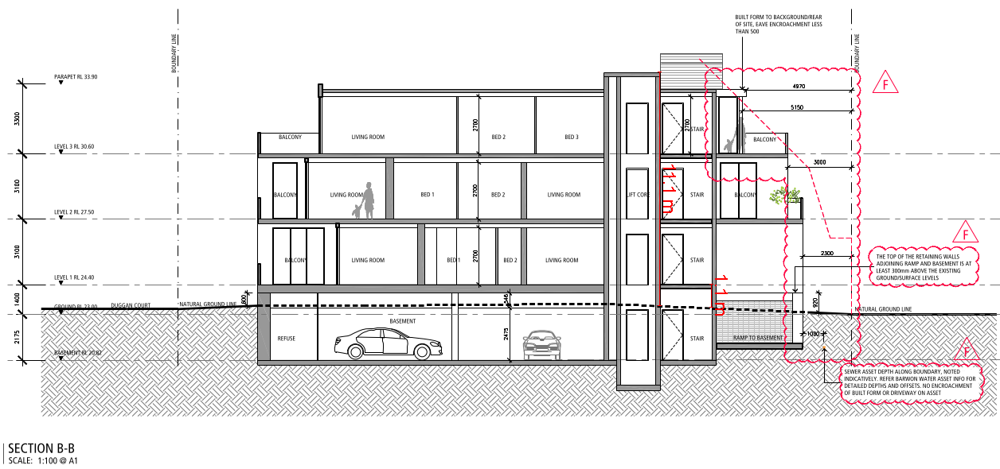 BUILT FORM TO BACKGROUND/REAR
OF SITE, EAVE ENCROACHMENT LESS
THAN 500
BOUNDARY LINE
BOUNDARY LINE
PARAPET RL 33.90
4970
F
5150
3300
2700
2700
STAIR
BALCONY
LIVING ROOM
BED 2
BED 3
BALCONY
LEVEL 3 RL 30.60
3000
3100
BALCONY
LIVING ROOM
BED 1
2700
BED 2
LIVING ROOM
LIFT CORE
11.1m
STAIR
BALCONY
LEVEL 2 RL 27.50
F
3100
BALCONY
LIVING ROOM
BED 1
2700
BED 2
LIVING ROOM
STAIR
2300
THE TOP OF THE RETAINING WALLS
ADJOINING RAMP AND BASEMENT IS AT
LEAST 300mm ABOVE THE EXISTING
GROUND/SURFACE LEVELS
LEVEL 1 RL 24.40
1400
600
920
GROUND RL 23.00
DUGGAN COURT
NATURAL GROUND LINE
NATURAL GROUND LINE
BASEMENT
2175
2475
REFUSE
STAIR
RAMP TO BASEMENT
1000
F
BASEMENT RL 20.82
SEWER ASSET DEPTH ALONG BOUNDARY, NOTED
INDICATIVELY. REFER BARWON WATER ASSET INFO FOR
DETAILED DEPTHS AND OFFSETS. NO ENCROACHMENT
OF BUILT FORM OR DRIVEWAY ON ASSET
SECTION B-B
SCALE: 1:100 @ A1